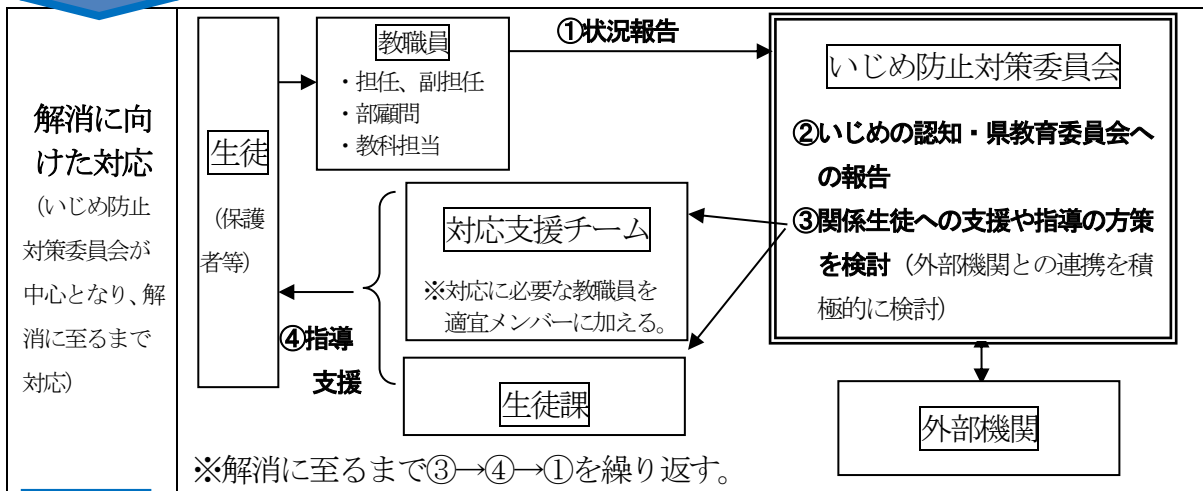 解消に向
けた対応
（いじめ防止
対策委員会が
中心となり、解
消に至るまで
対応）
生徒
（保護
者等）
教職員
・担任、副担任
・部顧問
・教科担当
①状況報告
いじめ防止対策委員会
②いじめの認知・県教育委員会へ
の報告
③関係生徒への支援や指導の方策
を検討（外部機関との連携を積
極的に検討）
対応支援チーム
※対応に必要な教職員を
適宜メンバーに加える。
④指導
支援
生徒課
外部機関
※解消に至るまで③→④→①を繰り返す。